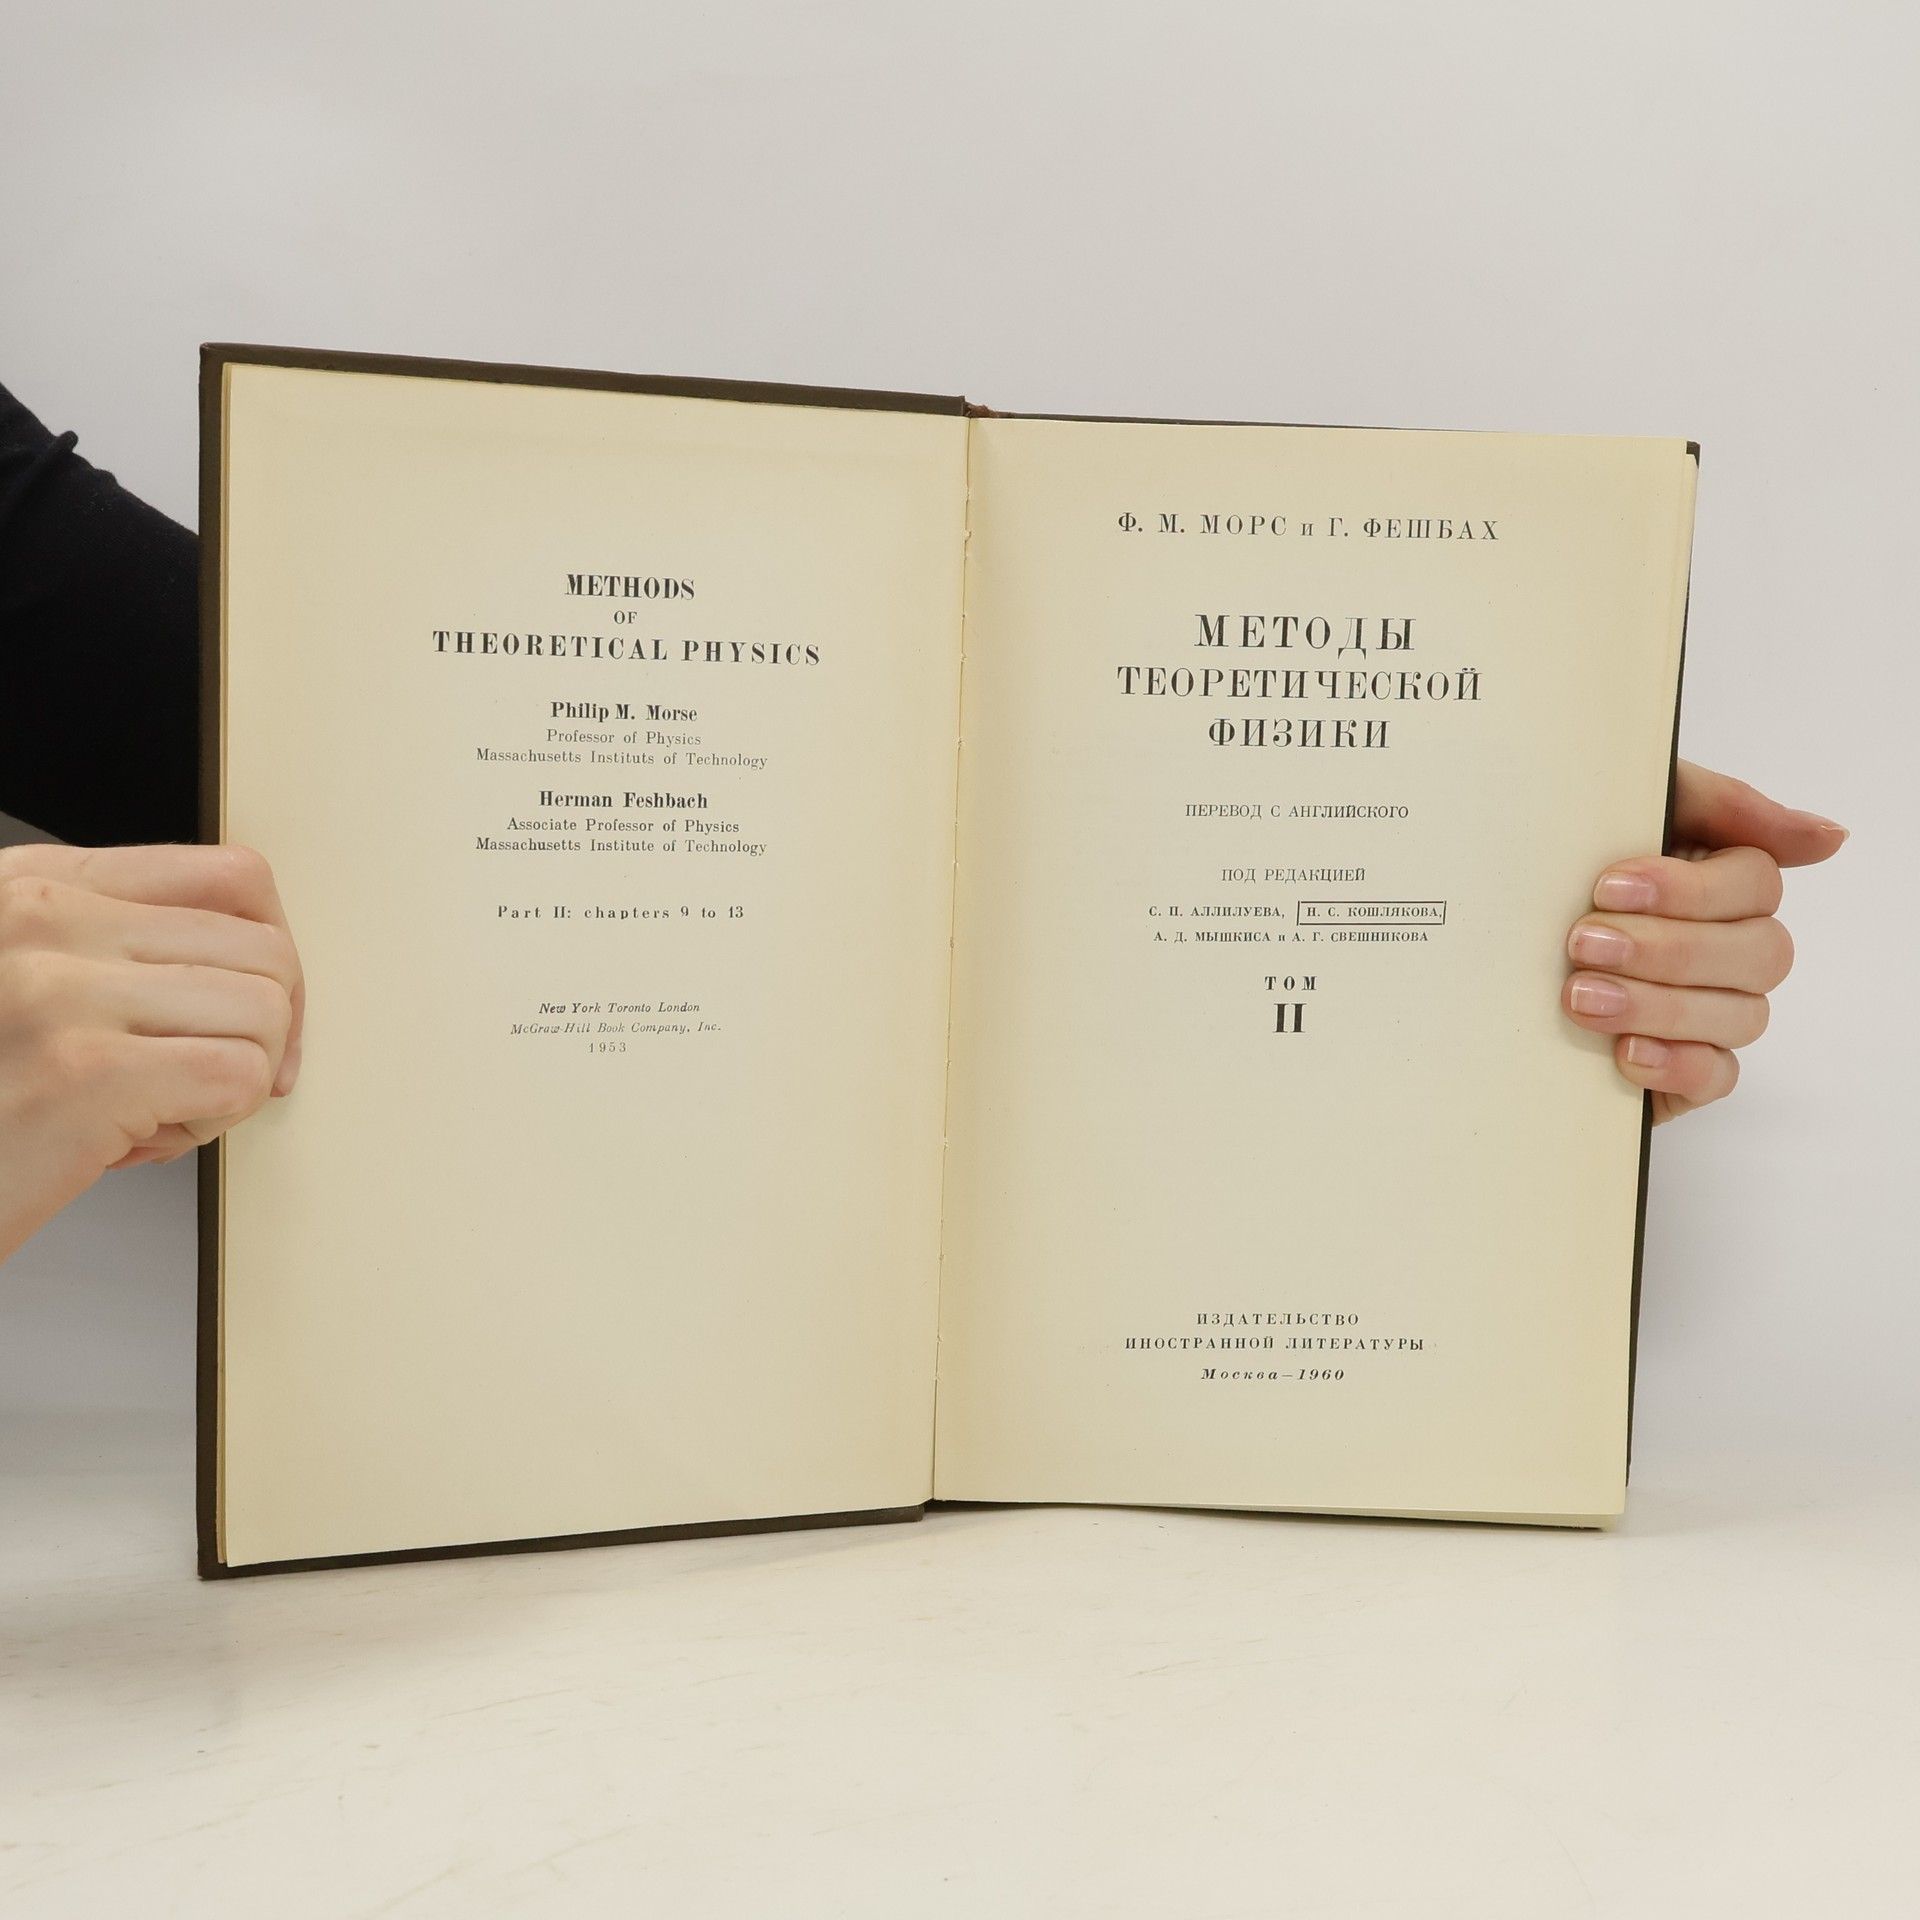 METHODS
OF
THEORETICAL PHYSICS
Philip M. Morse
Professor of Physics
Massachusetts Instituts of Technology
Herman Feshbach
Associate Professor of Physics
Massachusetts Institute of Technology
Part II: chapters 9 to 13
New York Toronto London
McGraw-Hill Book Company, Inc.
1953
Ф. М. МОРС и Г. ФЕШБАХ
МЕТОДЫ
ТЕОРЕТИЧЕСКОЙ
ФИЗИКИ
ПЕРЕВОД С АНГЛИЙСКОГО
ПОД РЕДАКЦИЕЙ
С. П. АЛЛИЛУЕВА, Н. С. КОШЛЯКОВА,
А. Д. МЫШКИСА и А. Г. СВЕШНИКОВА
ТОМ
II
ИЗДАТЕЛЬСТВО
ИНОСТРАННОЙ ЛИТЕРАТУРЫ
Москва—1960